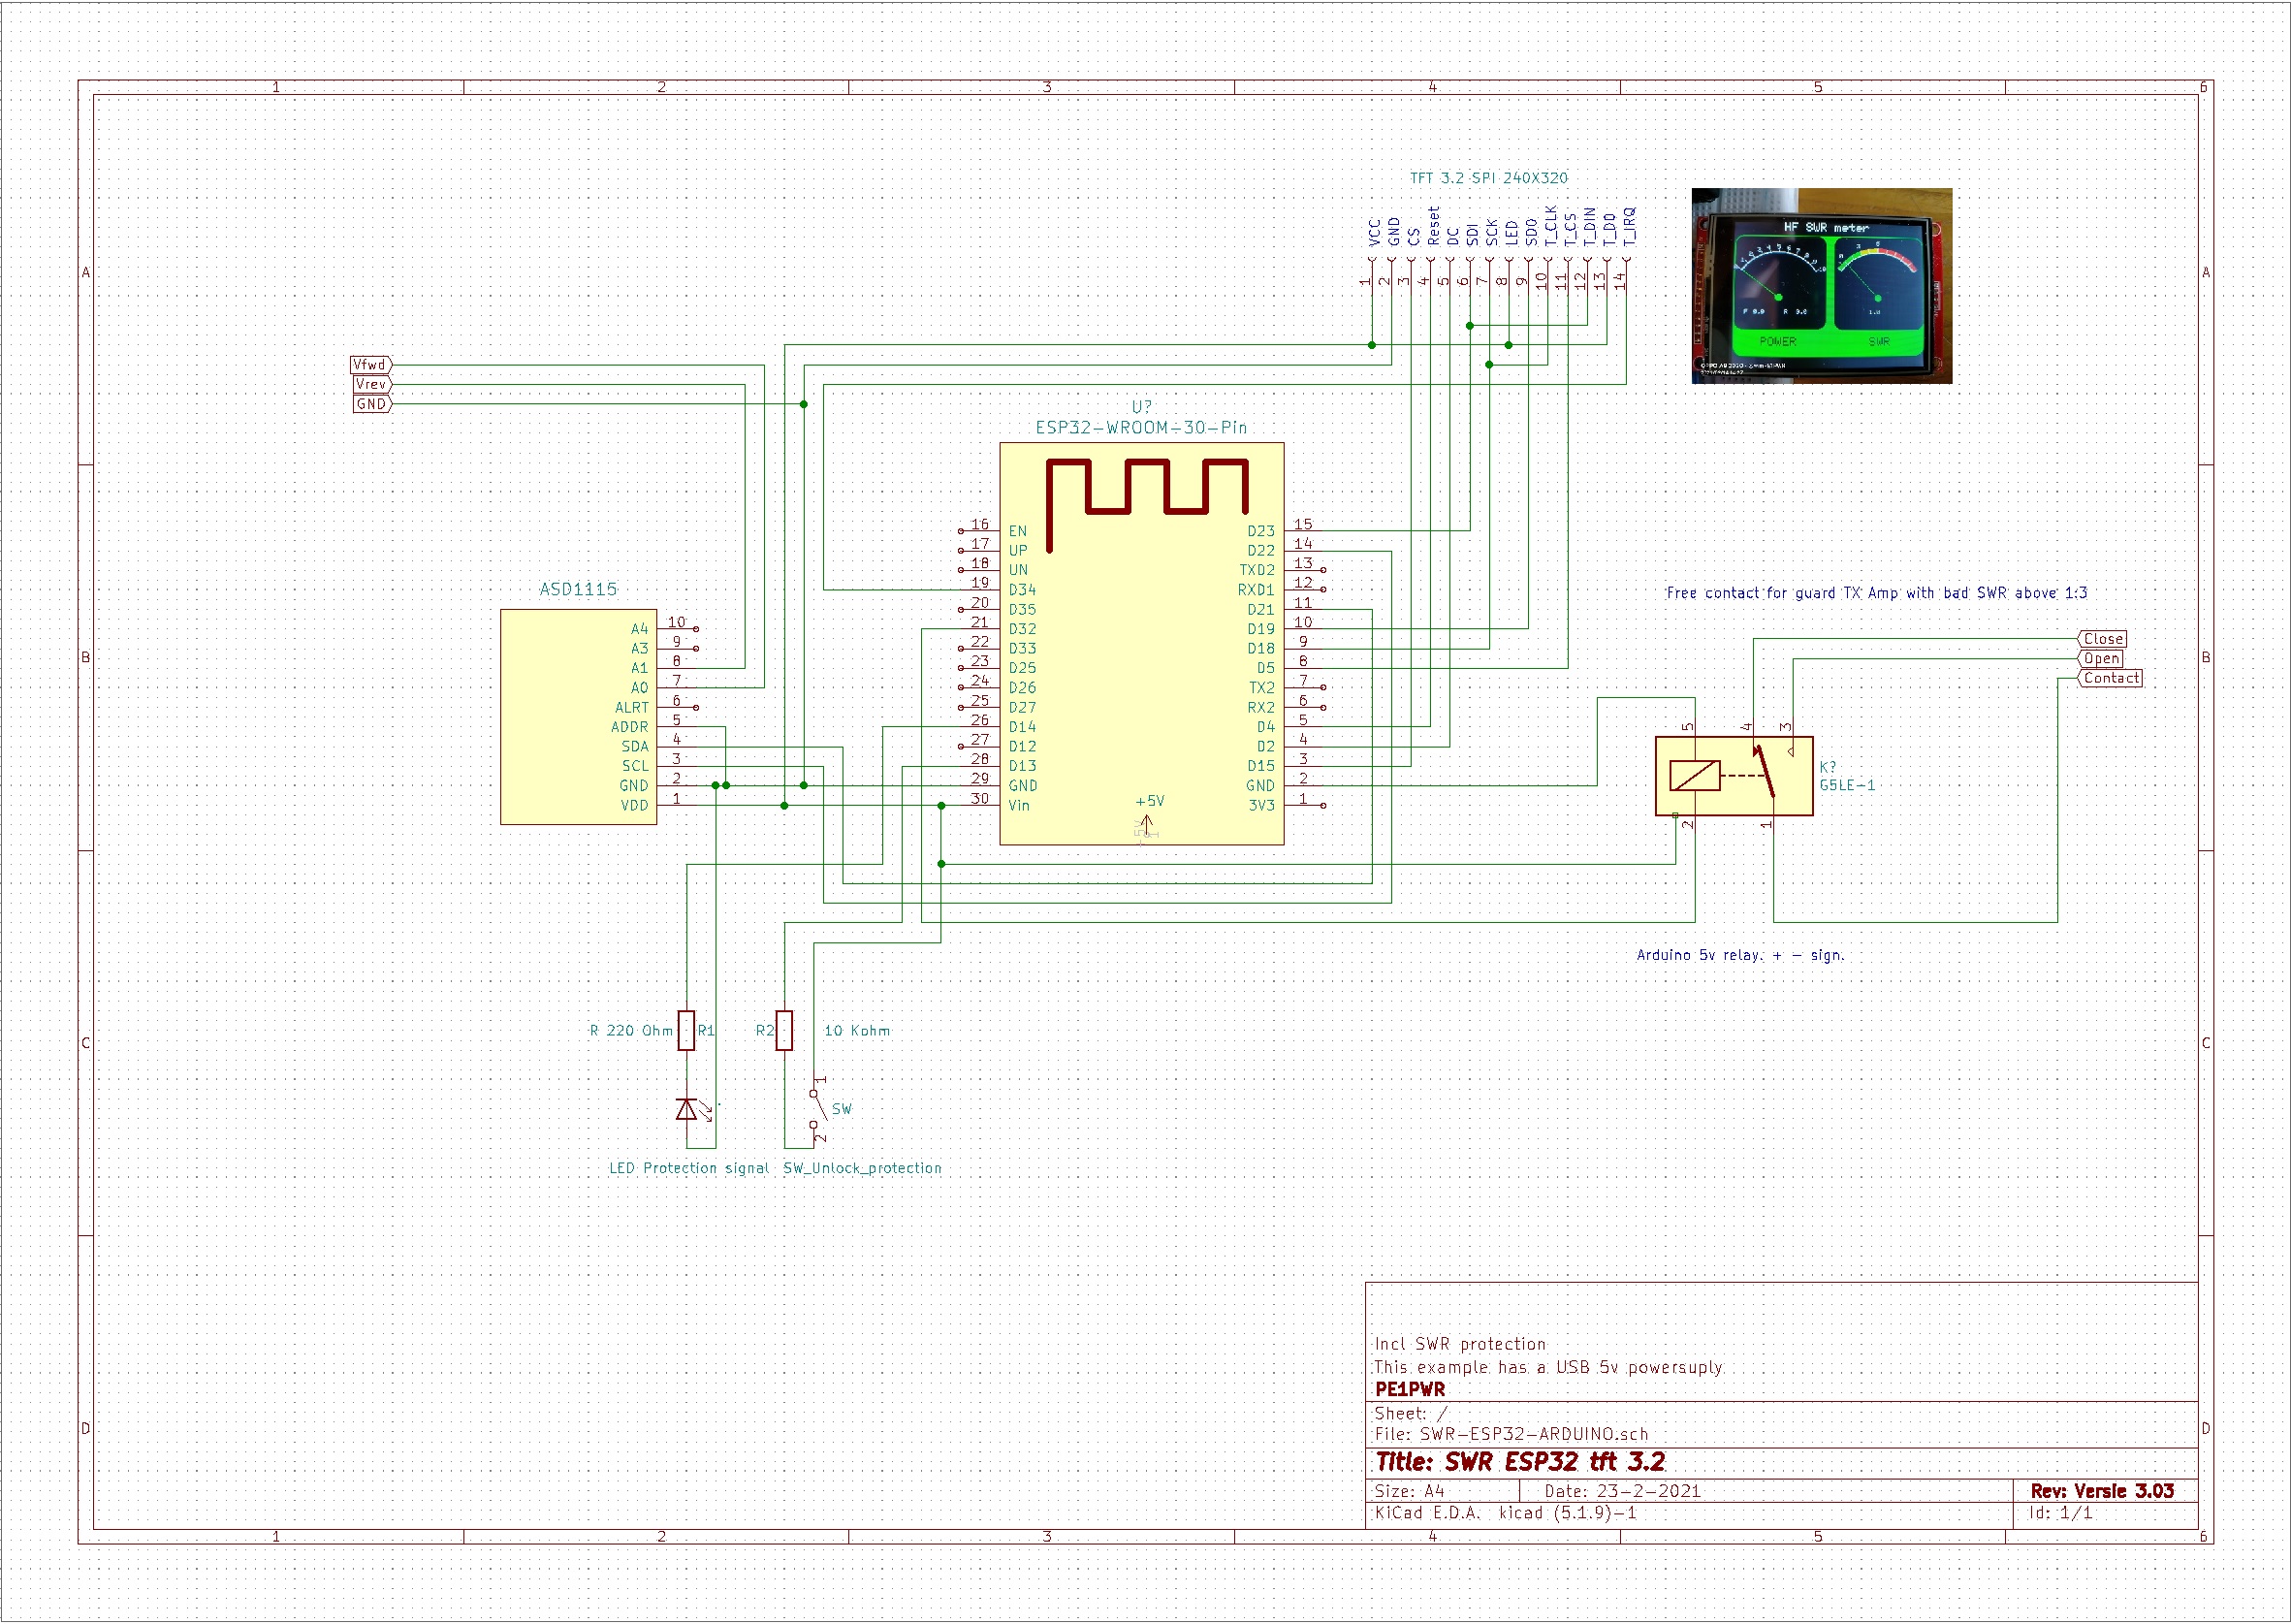 1 2 3 4 5 6
TFT 3.2 SPI 240X320
VCC
GND
CS
Reset
DC
SDI
SCK
LED
SDO
T_CLK
T_CS
T_DIN
T_DO
T_IRQ
1 2 3 4 5 6 7 8 9 10 11 12 13 14
HF SWR meter
POWER SWR
A A
Vfwd
Vrev
GND
U?
ESP32-WROOM-30-Pin
16 EN D23 15
17 UP D22 14
18 UN TXD2 13
19 D34 RXD1 12
20 D35 D21 11
21 D32 D19 10
22 D33 D18 9
23 D25 D5 8
24 D26 TX2 7
25 D27 RX2 6
26 D14 D4 5
27 D12 D2 4
28 D13 D15 3
29 GND GND 2
30 Vin 3V3 1
+5V
ASD1115
A4 10
A3 9
A1 8
A0 7
ALRT 6
ADDR 5
SDA 4
SCL 3
GND 2
VDD 1
B B
Free contact for guard TX Amp with bad SWR above 1:3
Close
Open
Contact
5 4 3
K?
G5LE-1
2 1
Arduino 5v relay. + - sign.
R 220 Ohm R1 R2 10 Kohm
1
SW
2
LED Protection signal SW_Unlock_protection
C C
Incl SWR protection
This example has a USB 5v powersuply
PE1PWR
Sheet: /
File: SWR-ESP32-ARDUINO.sch
Title: SWR ESP32 tft 3.2
Size: A4 Date: 23-2-2021 Rev: Versie 3.03
KiCad E.D.A. kicad (5.1.9)-1 Id: 1/1
D D
1 2 3 4 5 6